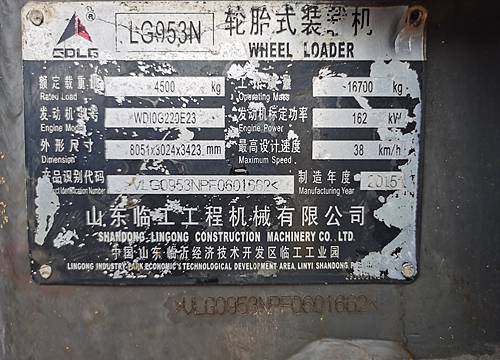 SDLG ® LG953N 轮胎式装载机
WHEEL LOADER
额定载重量 4500 kg 工作质量 16700 kg
Rated Load Operating Mass
发动机型号 WD10G220E23 发动机标定功率 162 kW
Engine Model Engine Power
外形尺寸 8051x3024x3423 mm 最高设计速度 38 km/h
Dimension Maximum Speed
产品识别代码 *VLG0953NPF0601662< 制造年度 2015
Identification Number Manufacturing Year
山东临工工程机械有限公司
SHANDONG LINGONG CONSTRUCTION MACHINERY CO., LTD.
中国·山东·临沂经济技术开发区临工工业园
LINGONG INDUSTRY PARK ECONOMIC & TECHNOLOGICAL DEVELOPMENT AREA, LINYI SHANDONG
*VLG0953NPF0601662*